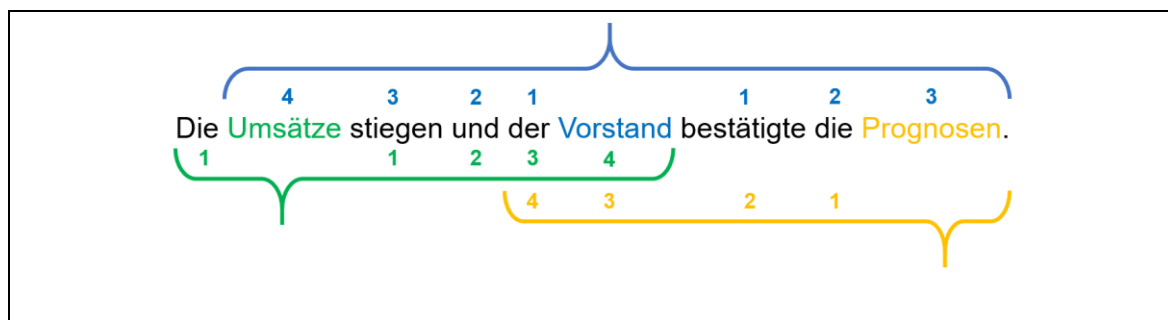 4 3 2 1 1 2 3
Die Umsätze stiegen und der Vorstand bestätigte die Prognosen.
1 1 2 3 4
4 3 2 1